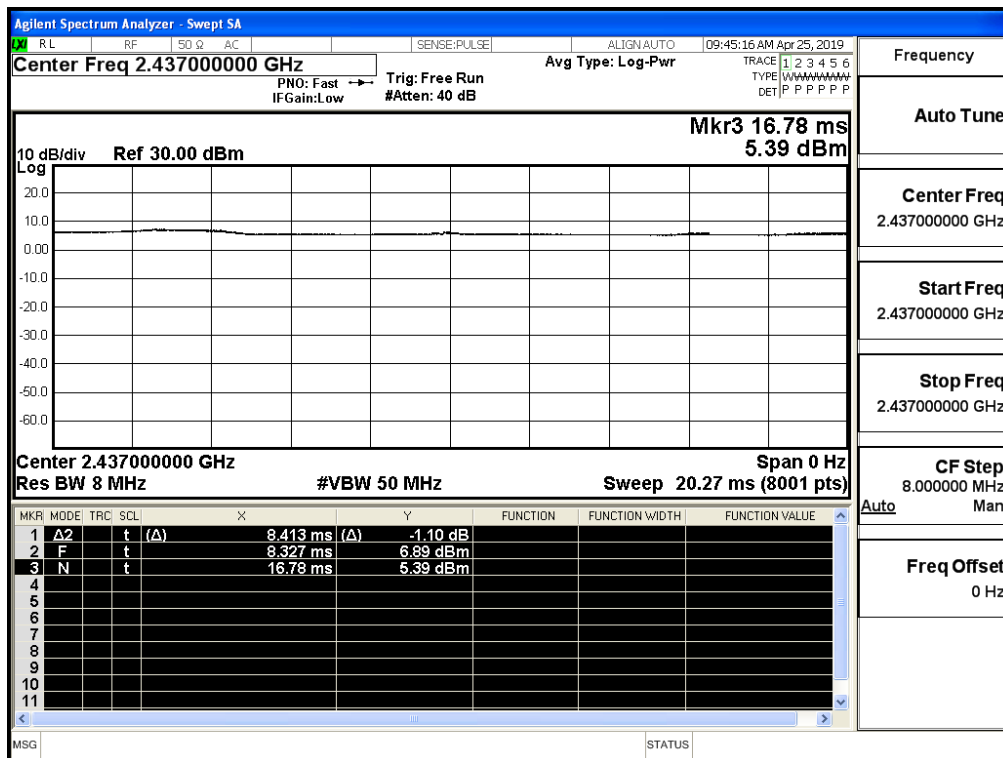 Agilent Spectrum Analyzer - Swept SA
LXI RL RF 50 Ω AC SENSE:PULSE ALIGN AUTO 09:45:16 AM Apr 25, 2019
Center Freq 2.437000000 GHz
PNO: Fast
IFGain:Low
Trig: Free Run
#Atten: 40 dB
Avg Type: Log-Pwr
TRACE 1 2 3 4 5 6
TYPE WWWWWW
DET P P P P P P
Mkr3 16.78 ms
5.39 dBm
10 dB/div Ref 30.00 dBm
Log
20.0
10.0
0.00
-10.0
-20.0
-30.0
-40.0
-50.0
-60.0
Center 2.437000000 GHz Span 0 Hz
Res BW 8 MHz #VBW 50 MHz Sweep 20.27 ms (8001 pts)
MKR MODE TRC SCL X Y FUNCTION FUNCTION WIDTH FUNCTION VALUE
1 Δ2 t (Δ) 8.413 ms (Δ) -1.10 dB
2 F t 8.327 ms 6.89 dBm
3 N t 16.78 ms 5.39 dBm
4
5
6
7
8
9
10
11
MSG STATUS
Frequency
Auto Tune
Center Freq
2.437000000 GHz
Start Freq
2.437000000 GHz
Stop Freq
2.437000000 GHz
CF Step
8.000000 MHz
Auto Man
Freq Offset
0 Hz